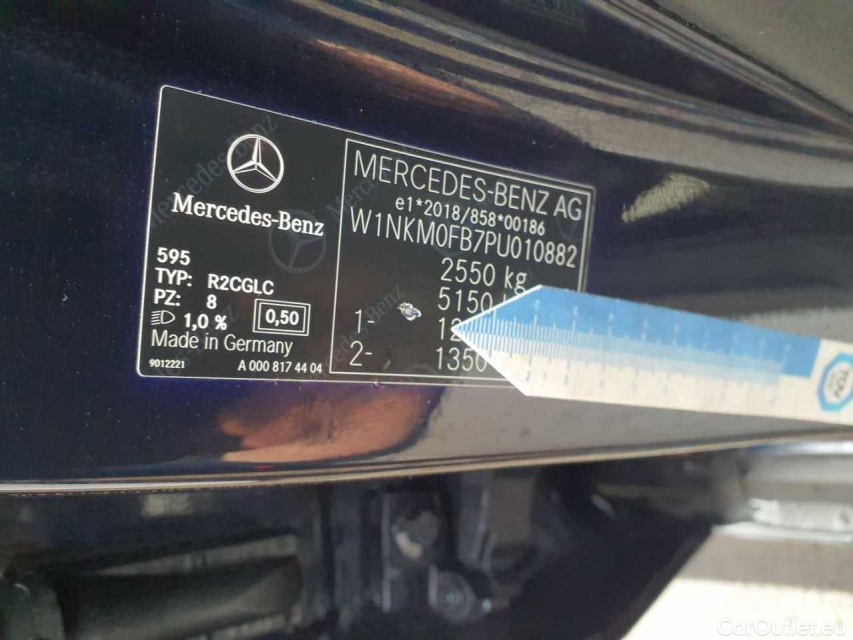 Mercedes-Benz
595
TYP: R2CGLC
PZ: 8
1,0 % 0,50
Made in Germany
9012221 A 000 817 44 04
MERCEDES-BENZ AG
e1*2018/858*00186
W1NKM0FB7PU010882
2550 kg
5150
1-
2- 1350
CarOutlet.eu